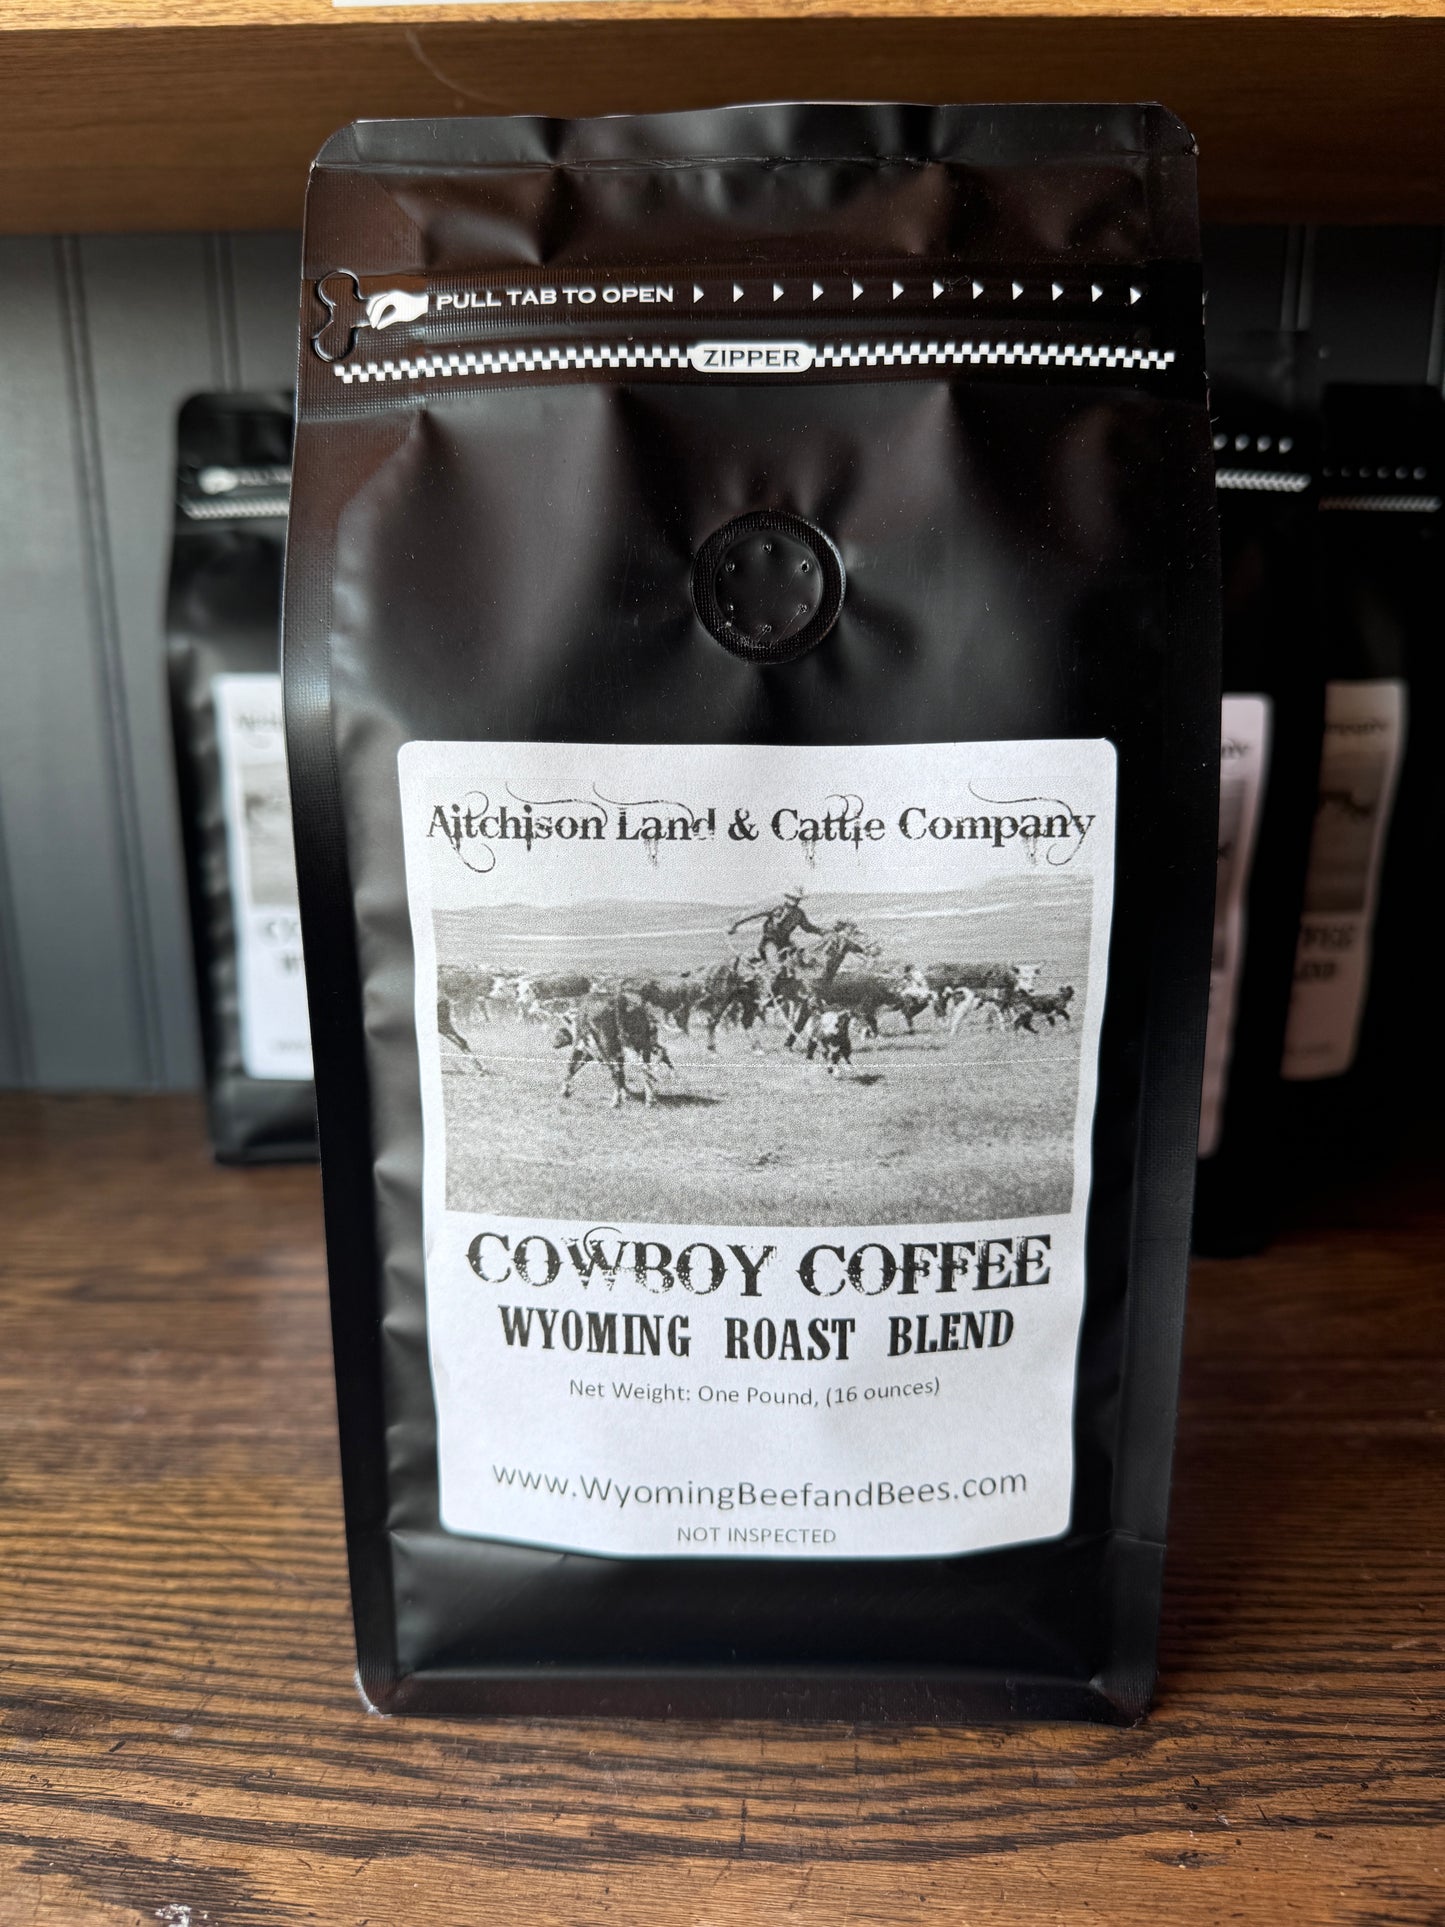 PULL TAB TO OPEN
ZIPPER
Aitchison Land & Cattle Company
COWBOY COFFEE
WYOMING ROAST BLEND
Net Weight: One Pound, (16 ounces)
www.WyomingBeefandBees.com
NOT INSPECTED